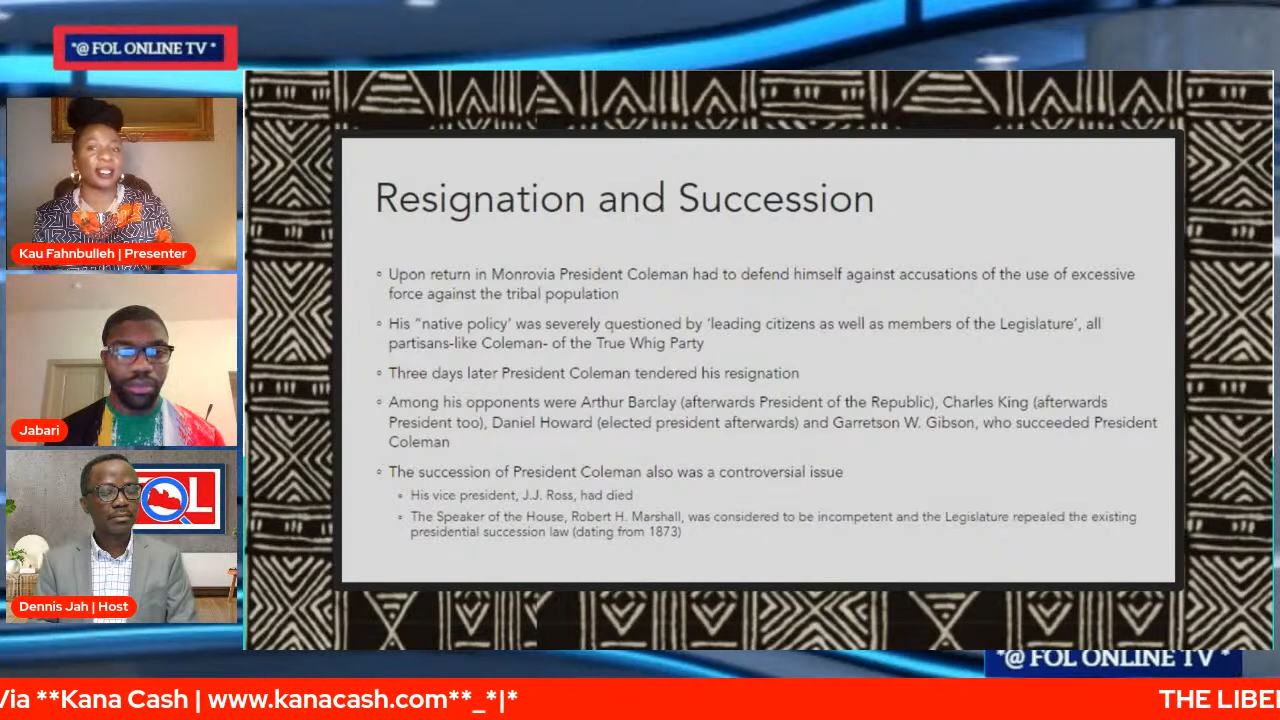 *@ FOL ONLINE TV *
Kau Fahnbulleh | Presenter
Jabari
OL
Dennis Jah | Host
Resignation and Succession
Upon return in Monrovia President Coleman had to defend himself against accusations of the use of excessive
force against the tribal population
His “native policy’ was severely questioned by ‘leading citizens as well as members of the Legislature’, all
partisans-like Coleman- of the True Whig Party
Three days later President Coleman tendered his resignation
Among his opponents were Arthur Barclay (afterwards President of the Republic), Charles King (afterwards
President too), Daniel Howard (elected president afterwards) and Garretson W. Gibson, who succeeded President
Coleman
The succession of President Coleman also was a controversial issue
His vice president, J.J. Ross, had died
The Speaker of the House, Robert H. Marshall, was considered to be incompetent and the Legislature repealed the existing
presidential succession law (dating from 1873)
*@ FOL ONLINE TV *
Via **Kana Cash | www.kanacash.com**_*|*
THE LIBE